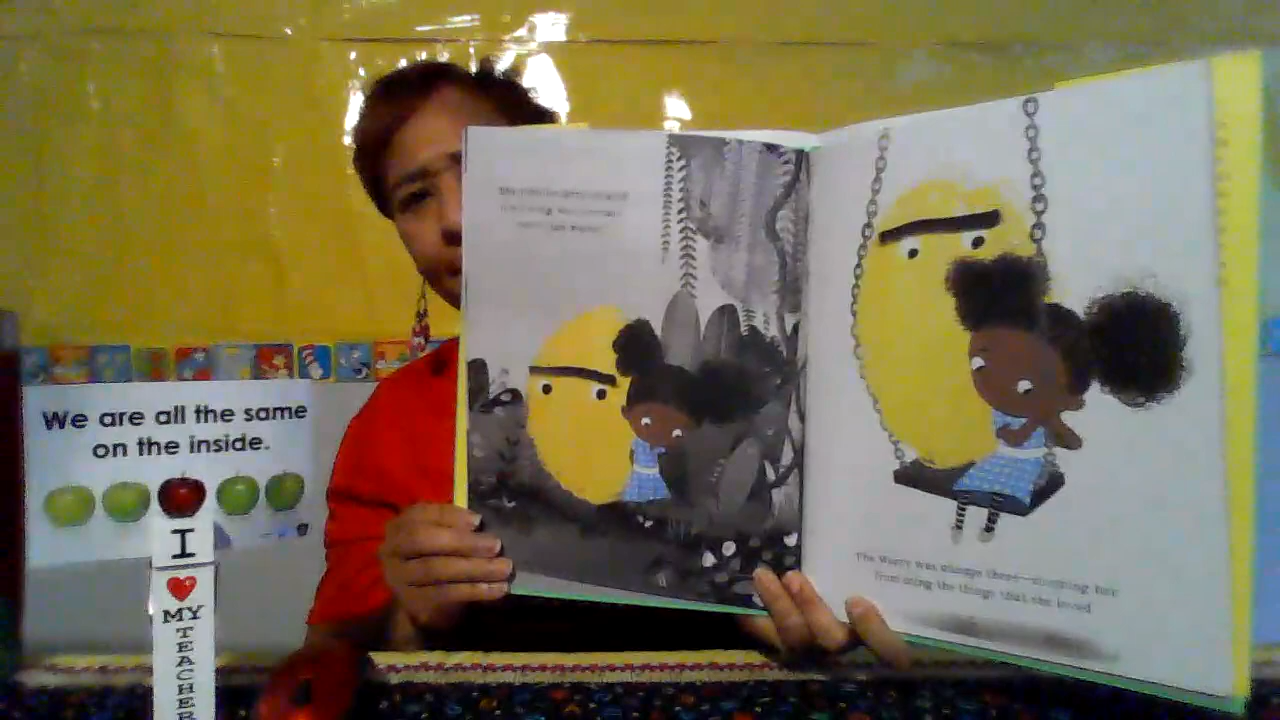 We are all the same
on the inside.
I
MY
TEACHER
The Worry was always there—stopping her
from doing the things that she loved